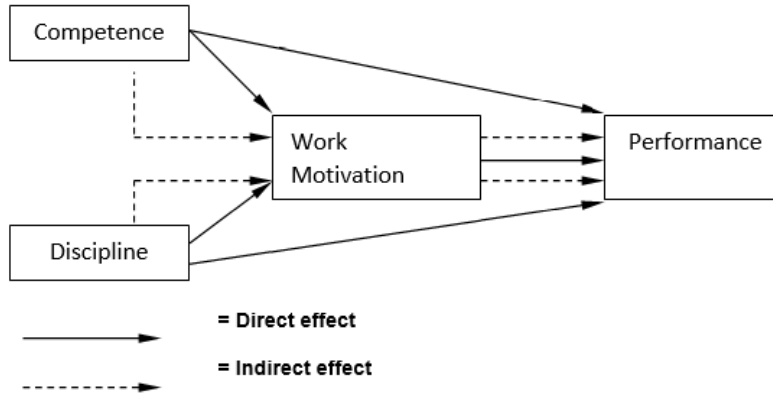 Competence
Work
Motivation
Performance
Discipline
= Direct effect
= Indirect effect